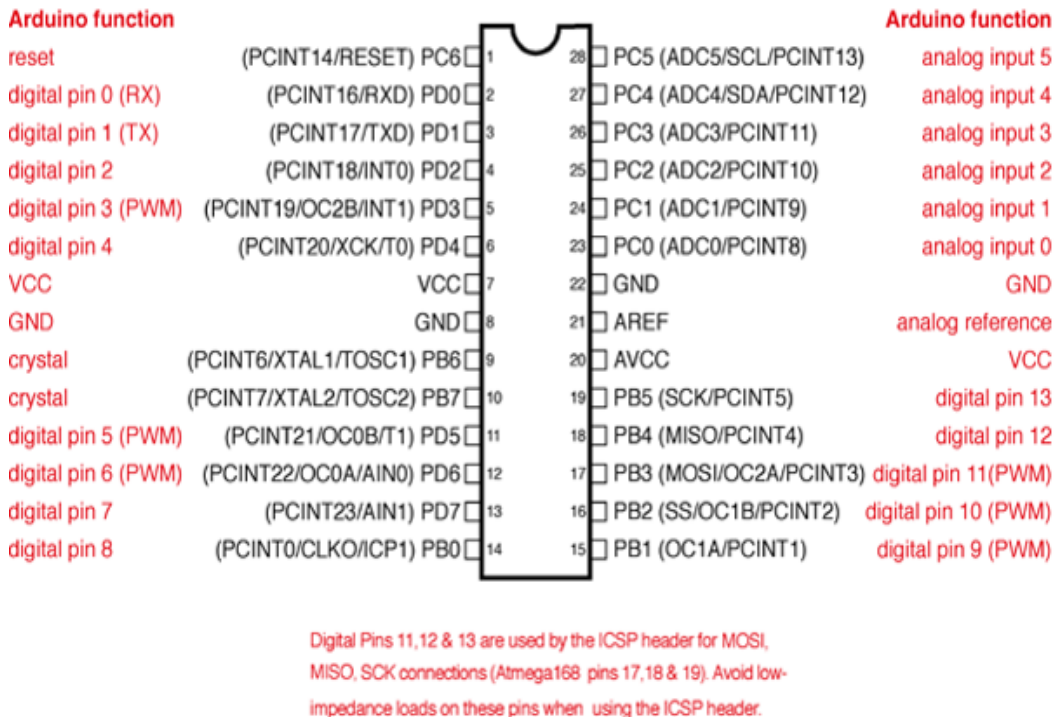 Arduino function Arduino function
reset (PCINT14/RESET) PC6 1 28 PC5 (ADC5/SCL/PCINT13) analog input 5
digital pin 0 (RX) (PCINT16/RXD) PD0 2 27 PC4 (ADC4/SDA/PCINT12) analog input 4
digital pin 1 (TX) (PCINT17/TXD) PD1 3 26 PC3 (ADC3/PCINT11) analog input 3
digital pin 2 (PCINT18/INT0) PD2 4 25 PC2 (ADC2/PCINT10) analog input 2
digital pin 3 (PWM) (PCINT19/OC2B/INT1) PD3 5 24 PC1 (ADC1/PCINT9) analog input 1
digital pin 4 (PCINT20/XCK/T0) PD4 6 23 PC0 (ADC0/PCINT8) analog input 0
VCC VCC 7 22 GND GND
GND GND 8 21 AREF analog reference
crystal (PCINT6/XTAL1/TOSC1) PB6 9 20 AVCC VCC
crystal (PCINT7/XTAL2/TOSC2) PB7 10 19 PB5 (SCK/PCINT5) digital pin 13
digital pin 5 (PWM) (PCINT21/OC0B/T1) PD5 11 18 PB4 (MISO/PCINT4) digital pin 12
digital pin 6 (PWM) (PCINT22/OC0A/AIN0) PD6 12 17 PB3 (MOSI/OC2A/PCINT3) digital pin 11(PWM)
digital pin 7 (PCINT23/AIN1) PD7 13 16 PB2 (SS/OC1B/PCINT2) digital pin 10 (PWM)
digital pin 8 (PCINT0/CLKO/ICP1) PB0 14 15 PB1 (OC1A/PCINT1) digital pin 9 (PWM)
Digital Pins 11,12 & 13 are used by the ICSP header for MOSI,
MISO, SCK connections (Atmega168 pins 17,18 & 19). Avoid low-
impedance loads on these pins when using the ICSP header.